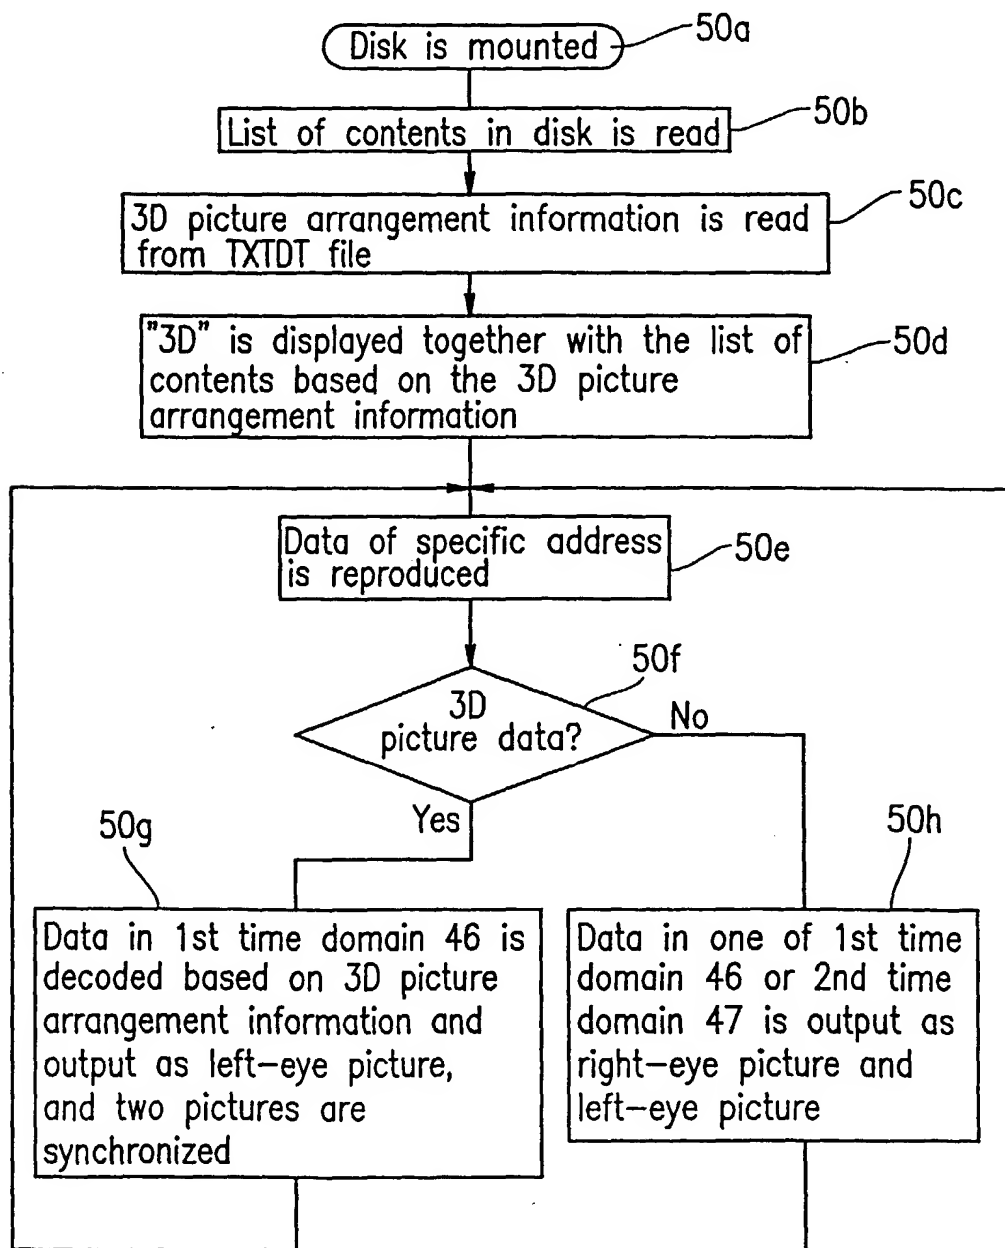 Disk is mounted
50a
List of contents in disk is read
50b
3D picture arrangement information is read
from TXTDT file
50c
"3D" is displayed together with the list of
contents based on the 3D picture
arrangement information
50d
Data of specific address
is reproduced
50e
3D
picture data?
50f
No
Yes
50g
Data in 1st time domain 46 is
decoded based on 3D picture
arrangement information and
output as left-eye picture,
and two pictures are
synchronized
50h
Data in one of 1st time
domain 46 or 2nd time
domain 47 is output as
right-eye picture and
left-eye picture